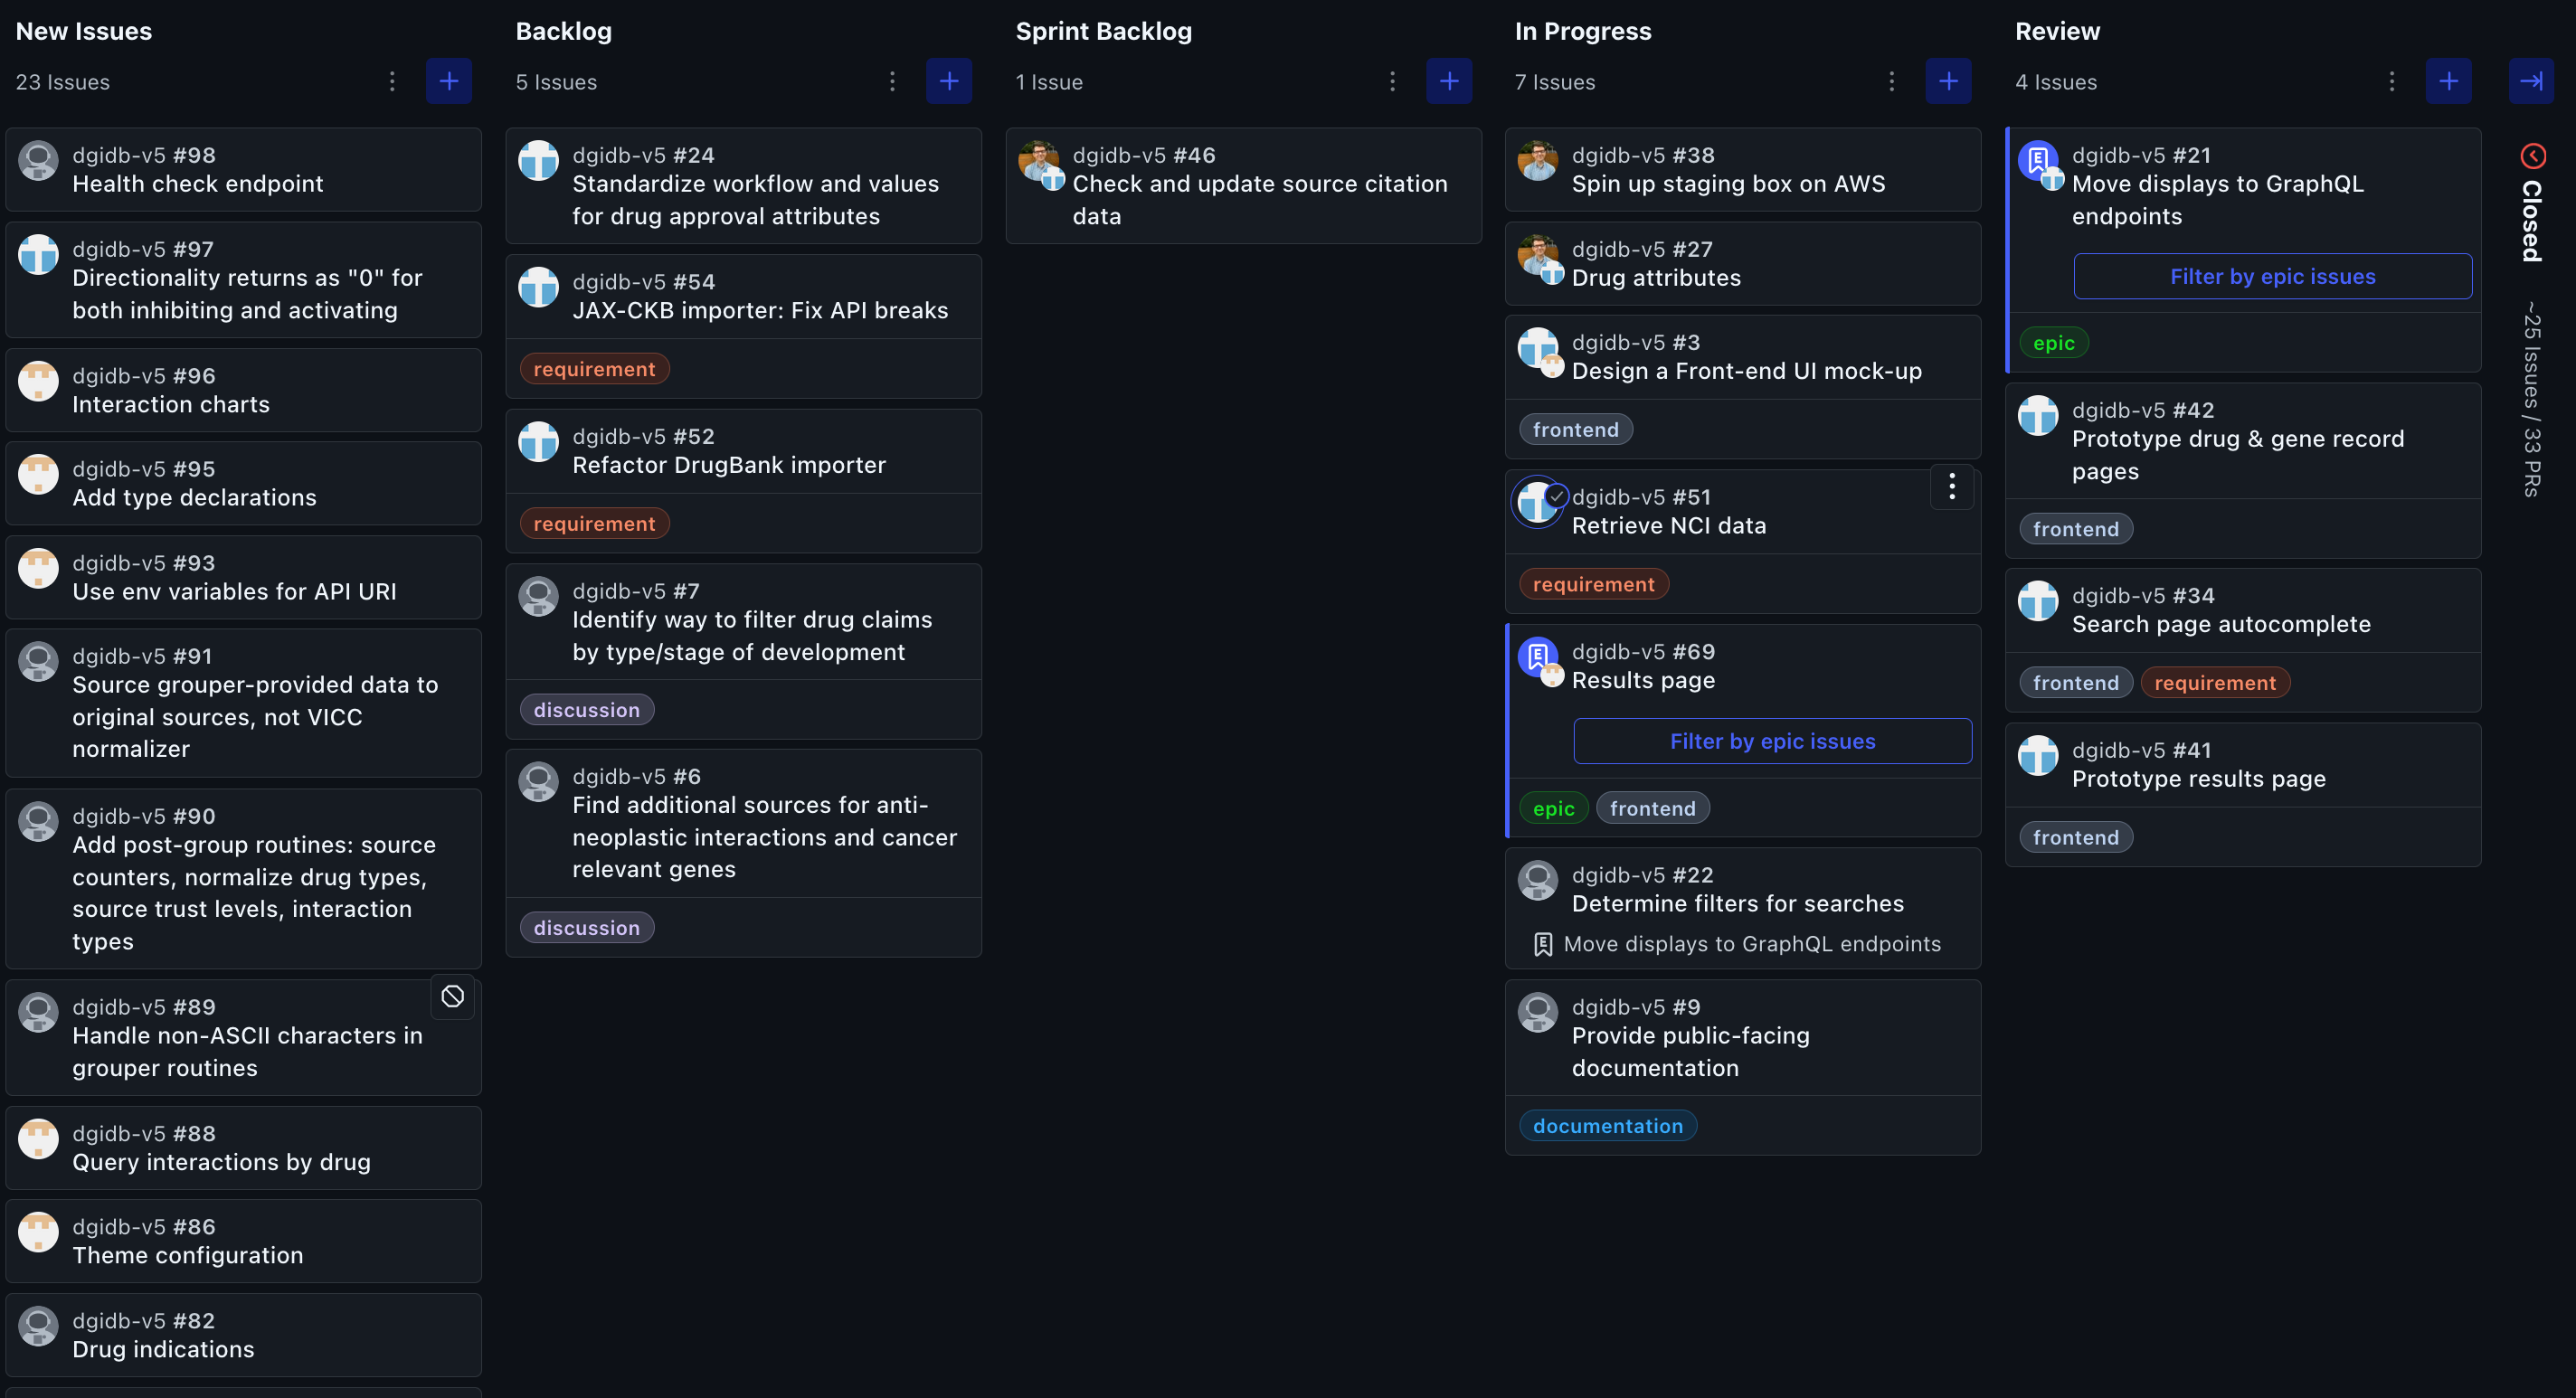 New Issues
23 Issues
dgidb-v5 #98
Health check endpoint
dgidb-v5 #97
Directionality returns as "0" for
both inhibiting and activating
dgidb-v5 #96
Interaction charts
dgidb-v5 #95
Add type declarations
dgidb-v5 #93
Use env variables for API URI
dgidb-v5 #91
Source grouper-provided data to
original sources, not VICC
normalizer
dgidb-v5 #90
Add post-group routines: source
counters, normalize drug types,
source trust levels, interaction
types
dgidb-v5 #89
Handle non-ASCII characters in
grouper routines
dgidb-v5 #88
Query interactions by drug
dgidb-v5 #86
Theme configuration
dgidb-v5 #82
Drug indications
Backlog
5 Issues
dgidb-v5 #24
Standardize workflow and values
for drug approval attributes
dgidb-v5 #54
JAX-CKB importer: Fix API breaks
requirement
dgidb-v5 #52
Refactor DrugBank importer
requirement
dgidb-v5 #7
Identify way to filter drug claims
by type/stage of development
discussion
dgidb-v5 #6
Find additional sources for anti-
neoplastic interactions and cancer
relevant genes
discussion
Sprint Backlog
1 Issue
dgidb-v5 #46
Check and update source citation
data
In Progress
7 Issues
dgidb-v5 #38
Spin up staging box on AWS
dgidb-v5 #27
Drug attributes
dgidb-v5 #3
Design a Front-end UI mock-up
frontend
dgidb-v5 #51
Retrieve NCI data
requirement
dgidb-v5 #69
Results page
Filter by epic issues
epic frontend
dgidb-v5 #22
Determine filters for searches
Move displays to GraphQL endpoints
dgidb-v5 #9
Provide public-facing
documentation
documentation
Review
4 Issues
dgidb-v5 #21
Move displays to GraphQL
endpoints
Filter by epic issues
epic
dgidb-v5 #42
Prototype drug & gene record
pages
frontend
dgidb-v5 #34
Search page autocomplete
frontend requirement
dgidb-v5 #41
Prototype results page
frontend
Closed
~25 Issues / 33 PRs